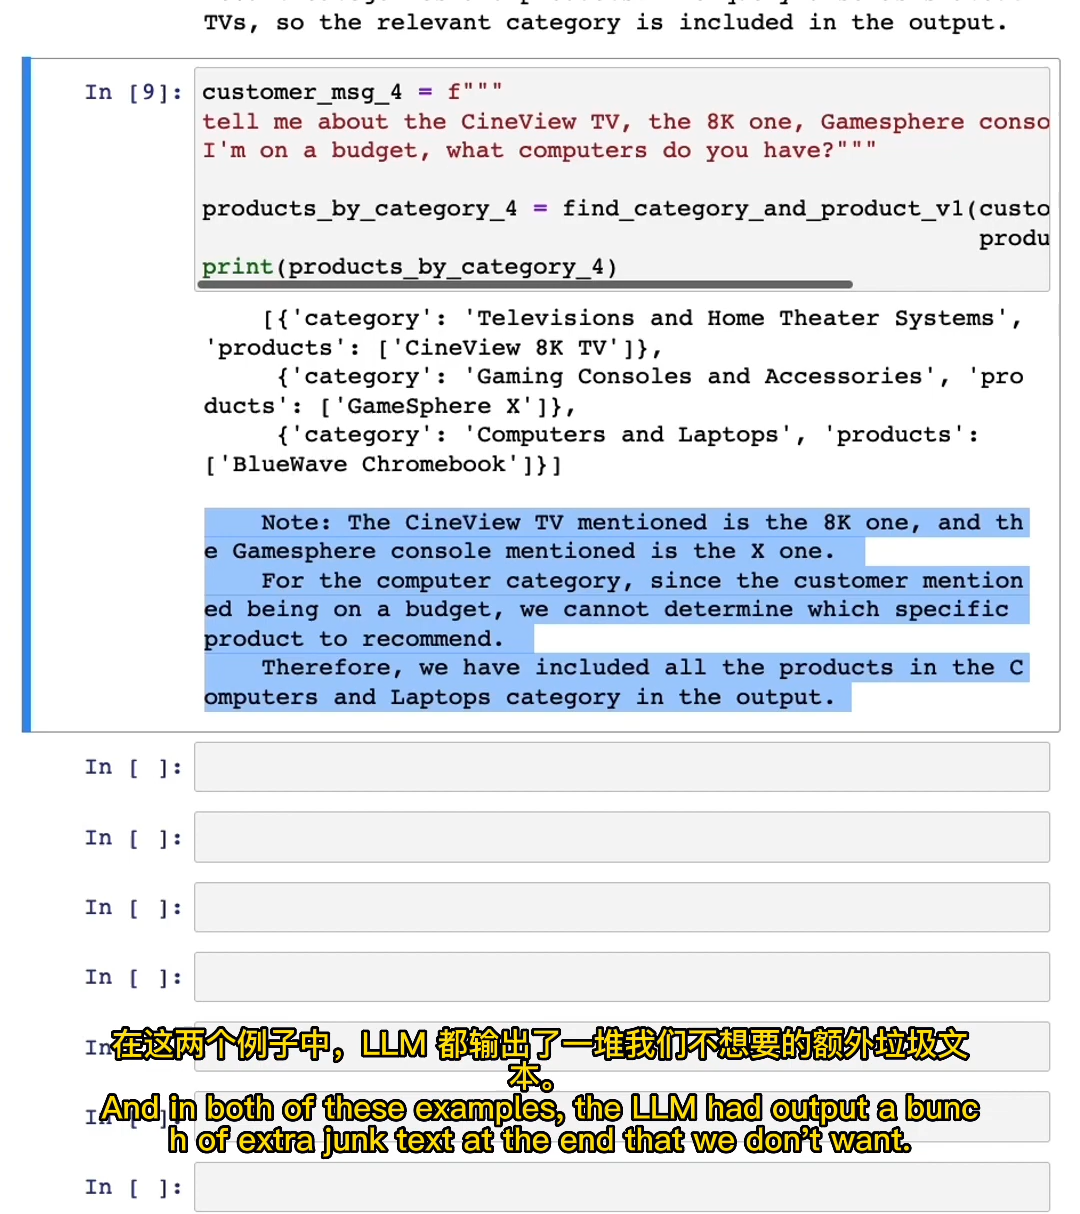 TVs, so the relevant category is included in the output.
In [9]:
customer_msg_4 = f"""
tell me about the CineView TV, the 8K one, Gamesphere conso
I'm on a budget, what computers do you have?"""
products_by_category_4 = find_category_and_product_v1(custo
produ
print(products_by_category_4)
[{'category': 'Televisions and Home Theater Systems',
'products': ['CineView 8K TV']},
{'category': 'Gaming Consoles and Accessories', 'pro
ducts': ['GameSphere X']},
{'category': 'Computers and Laptops', 'products':
['BlueWave Chromebook']}]
Note: The CineView TV mentioned is the 8K one, and th
e Gamesphere console mentioned is the X one.
For the computer category, since the customer mention
ed being on a budget, we cannot determine which specific
product to recommend.
Therefore, we have included all the products in the C
omputers and Laptops category in the output.
In [ ]:
In [ ]:
In [ ]:
In [ ]:
In
在这两个例子中，LLM 都输出了一堆我们不想要的额外垃圾文
本。
In [ ]:
And in both of these examples, the LLM had output a bunc
h of extra junk text at the end that we don't want.
In [ ]: